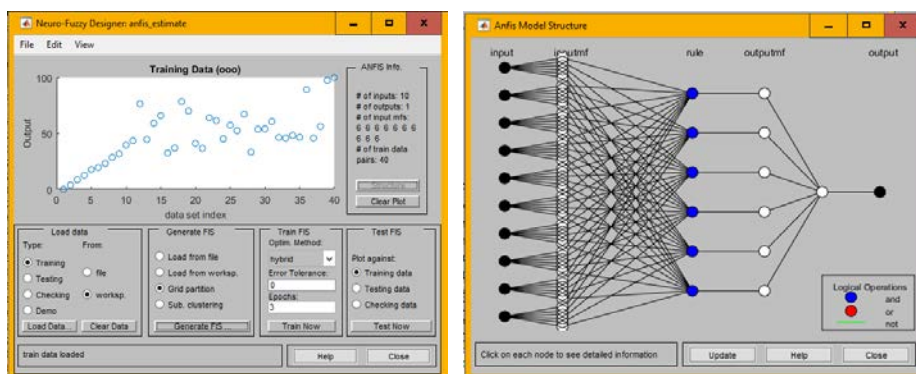 Neuro-Fuzzy Designer: anfis_estimate
File Edit View
Training Data (ooo)
100
50
0
Output
0 5 10 15 20 25 30 35 40
data set index
ANFIS Info.
# of inputs: 10
# of outputs: 1
# of input mfs:
6 6 6 6 6 6 6
6 6 6
# of train data
pairs: 40
Structure
Clear Plot
Load data
Type: From:
Training
Testing
Checking
Demo
file
worksp.
Load Data... Clear Data
Generate FIS
Load from file
Load from worksp.
Grid partition
Sub. clustering
Generate FIS ...
Train FIS
Optim. Method:
hybrid
Error Tolerance:
0
Epochs:
3
Train Now
Test FIS
Plot against:
Training data
Testing data
Checking data
Test Now
train data loaded
Help Close
Anfis Model Structure
input inputmf rule outputmf output
Logical Operations
and
or
not
Click on each node to see detailed information
Update Help Close